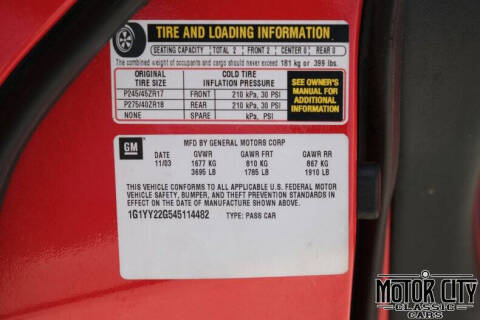 TIRE AND LOADING INFORMATION
SEATING CAPACITY TOTAL 2 FRONT 2 CENTER 0 REAR 0
The combined weight of occupants and cargo should never exceed 181 kg or 399 lbs.
ORIGINAL TIRE SIZE COLD TIRE INFLATION PRESSURE
P245/45ZR17 FRONT 210 kPa, 30 PSI
P275/40ZR18 REAR 210 kPa, 30 PSI
NONE SPARE
SEE OWNER'S
MANUAL FOR
ADDITIONAL
INFORMATION
GM
MFD BY GENERAL MOTORS CORP
DATE GVWR GAWR FRT GAWR RR
11/03 1677 KG 810 KG 867 KG
3695 LB 1785 LB 1910 LB
THIS VEHICLE CONFORMS TO ALL APPLICABLE U.S. FEDERAL MOTOR
VEHICLE SAFETY, BUMPER, AND THEFT PREVENTION STANDARDS IN
EFFECT ON THE DATE OF MANUFACTURE SHOWN ABOVE.
1G1YY22G545114482 TYPE: PASS CAR
MOTOR CITY
CLASSIC
CARS